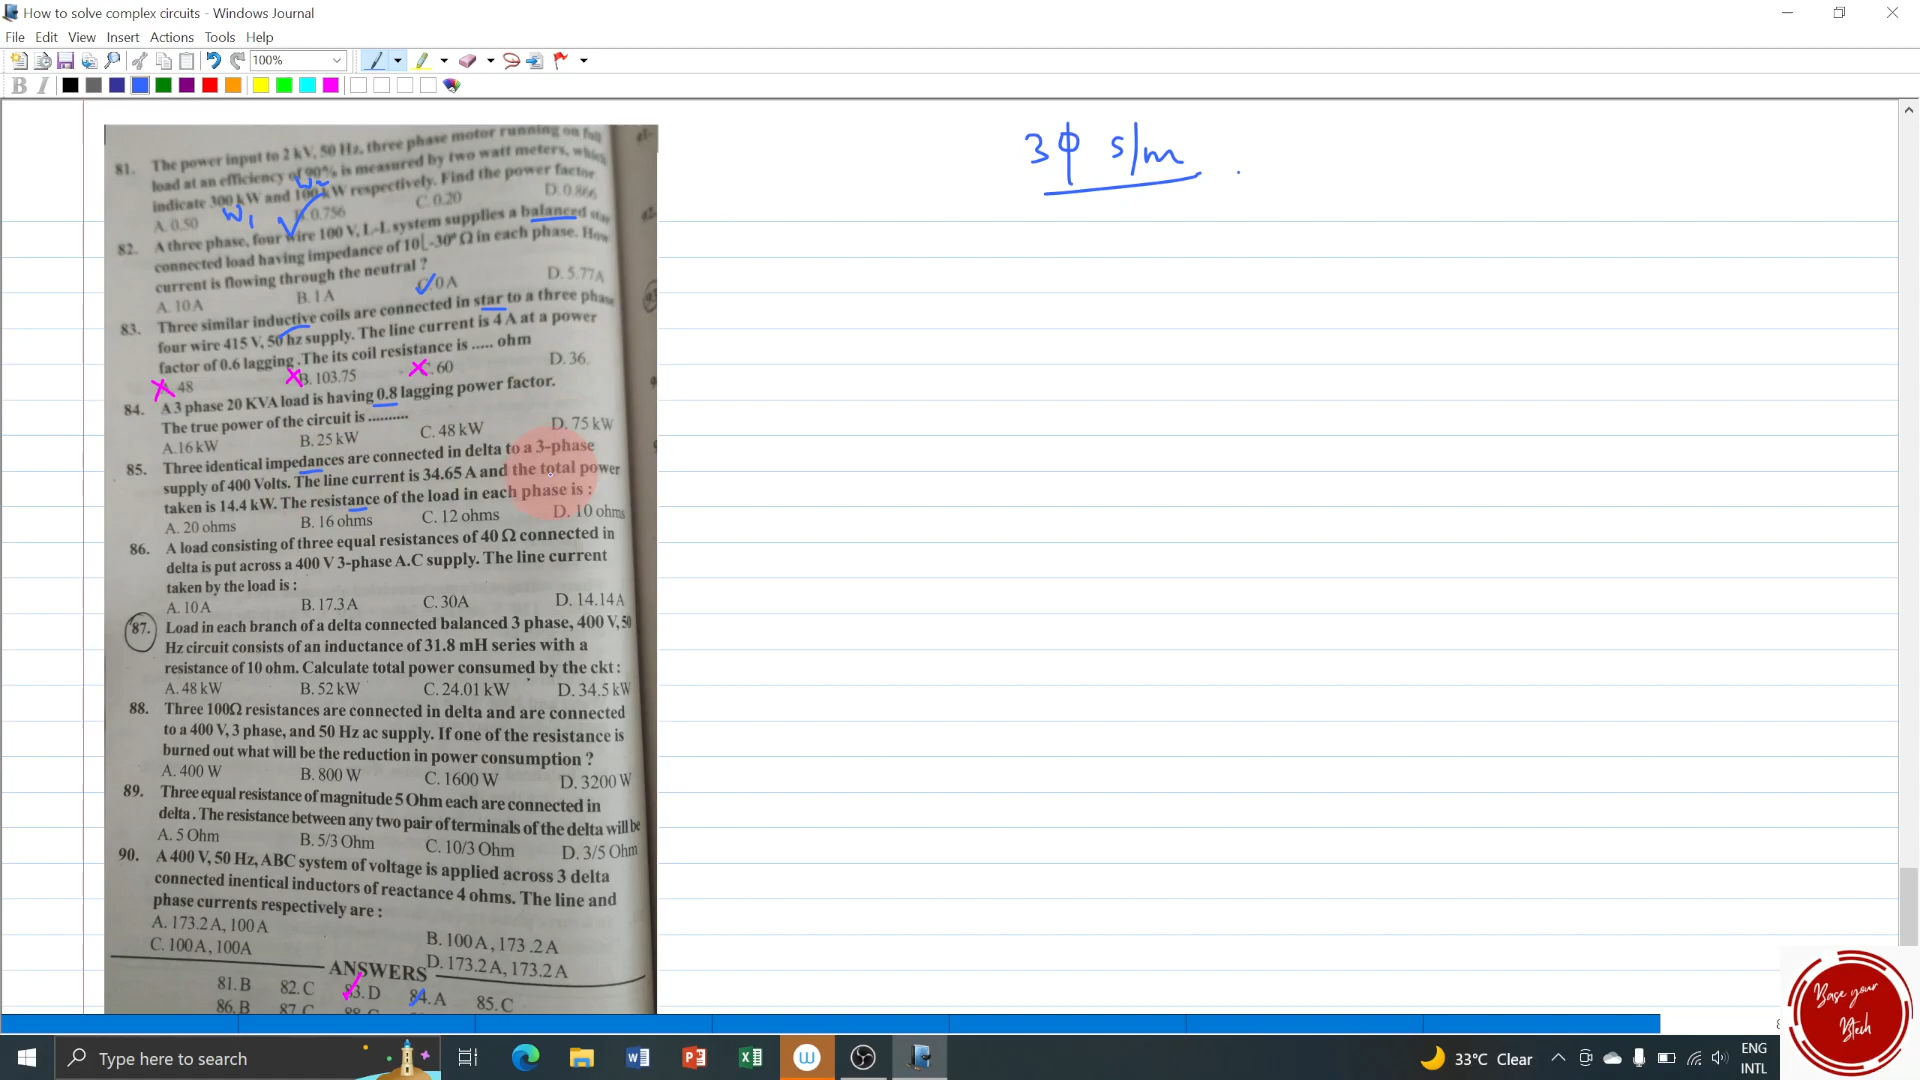 How to solve complex circuits - Windows Journal
File Edit View Insert Actions Tools Help
100%
B I
3φ s/m
81. The power input to 2 kV, 50 Hz, three phase motor running on full
load at an efficiency of 90% is measured by two watt meters, which
indicate 300 kW and 100 kW respectively. Find the power factor
W1
W2
A. 0.50 B. 0.756 C. 0.20 D. 0.866
82. A three phase, four wire 100 V, L-L system supplies a balanced star
connected load having impedance of 10⌊-30° Ω in each phase. How
current is flowing through the neutral ?
A. 10 A B. 1 A C. 0 A D. 5.77A
83. Three similar inductive coils are connected in star to a three phase
four wire 415 V, 50 hz supply. The line current is 4 A at a power
factor of 0.6 lagging .The its coil resistance is ..... ohm
A. 48 B. 103.75 C. 60 D. 36.
84. A 3 phase 20 KVA load is having 0.8 lagging power factor.
The true power of the circuit is ..........
A.16 kW B. 25 kW C. 48 kW D. 75 kW
85. Three identical impedances are connected in delta to a 3-phase
supply of 400 Volts. The line current is 34.65 A and the total power
taken is 14.4 kW. The resistance of the load in each phase is :
A. 20 ohms B. 16 ohms C. 12 ohms D. 10 ohms
86. A load consisting of three equal resistances of 40 Ω connected in
delta is put across a 400 V 3-phase A.C supply. The line current
taken by the load is :
A. 10 A B. 17.3 A C. 30A D. 14.14A
87. Load in each branch of a delta connected balanced 3 phase, 400 V, 50
Hz circuit consists of an inductance of 31.8 mH series with a
resistance of 10 ohm. Calculate total power consumed by the ckt :
A. 48 kW B. 52 kW C. 24.01 kW D. 34.5 kW
88. Three 100Ω resistances are connected in delta and are connected
to a 400 V, 3 phase, and 50 Hz ac supply. If one of the resistance is
burned out what will be the reduction in power consumption ?
A. 400 W B. 800 W C. 1600 W D. 3200 W
89. Three equal resistance of magnitude 5 Ohm each are connected in
delta . The resistance between any two pair of terminals of the delta will be
A. 5 Ohm B. 5/3 Ohm C. 10/3 Ohm D. 3/5 Ohm
90. A 400 V, 50 Hz, ABC system of voltage is applied across 3 delta
connected inentical inductors of reactance 4 ohms. The line and
phase currents respectively are :
A. 173.2 A, 100 A B. 100 A , 173 .2 A
C. 100 A, 100A D. 173.2 A, 173.2 A
ANSWERS
81. B 82. C 83. D 84. A 85. C
86. B 87. C
Base your
Btech
Type here to search
33°C Clear
ENG
INTL